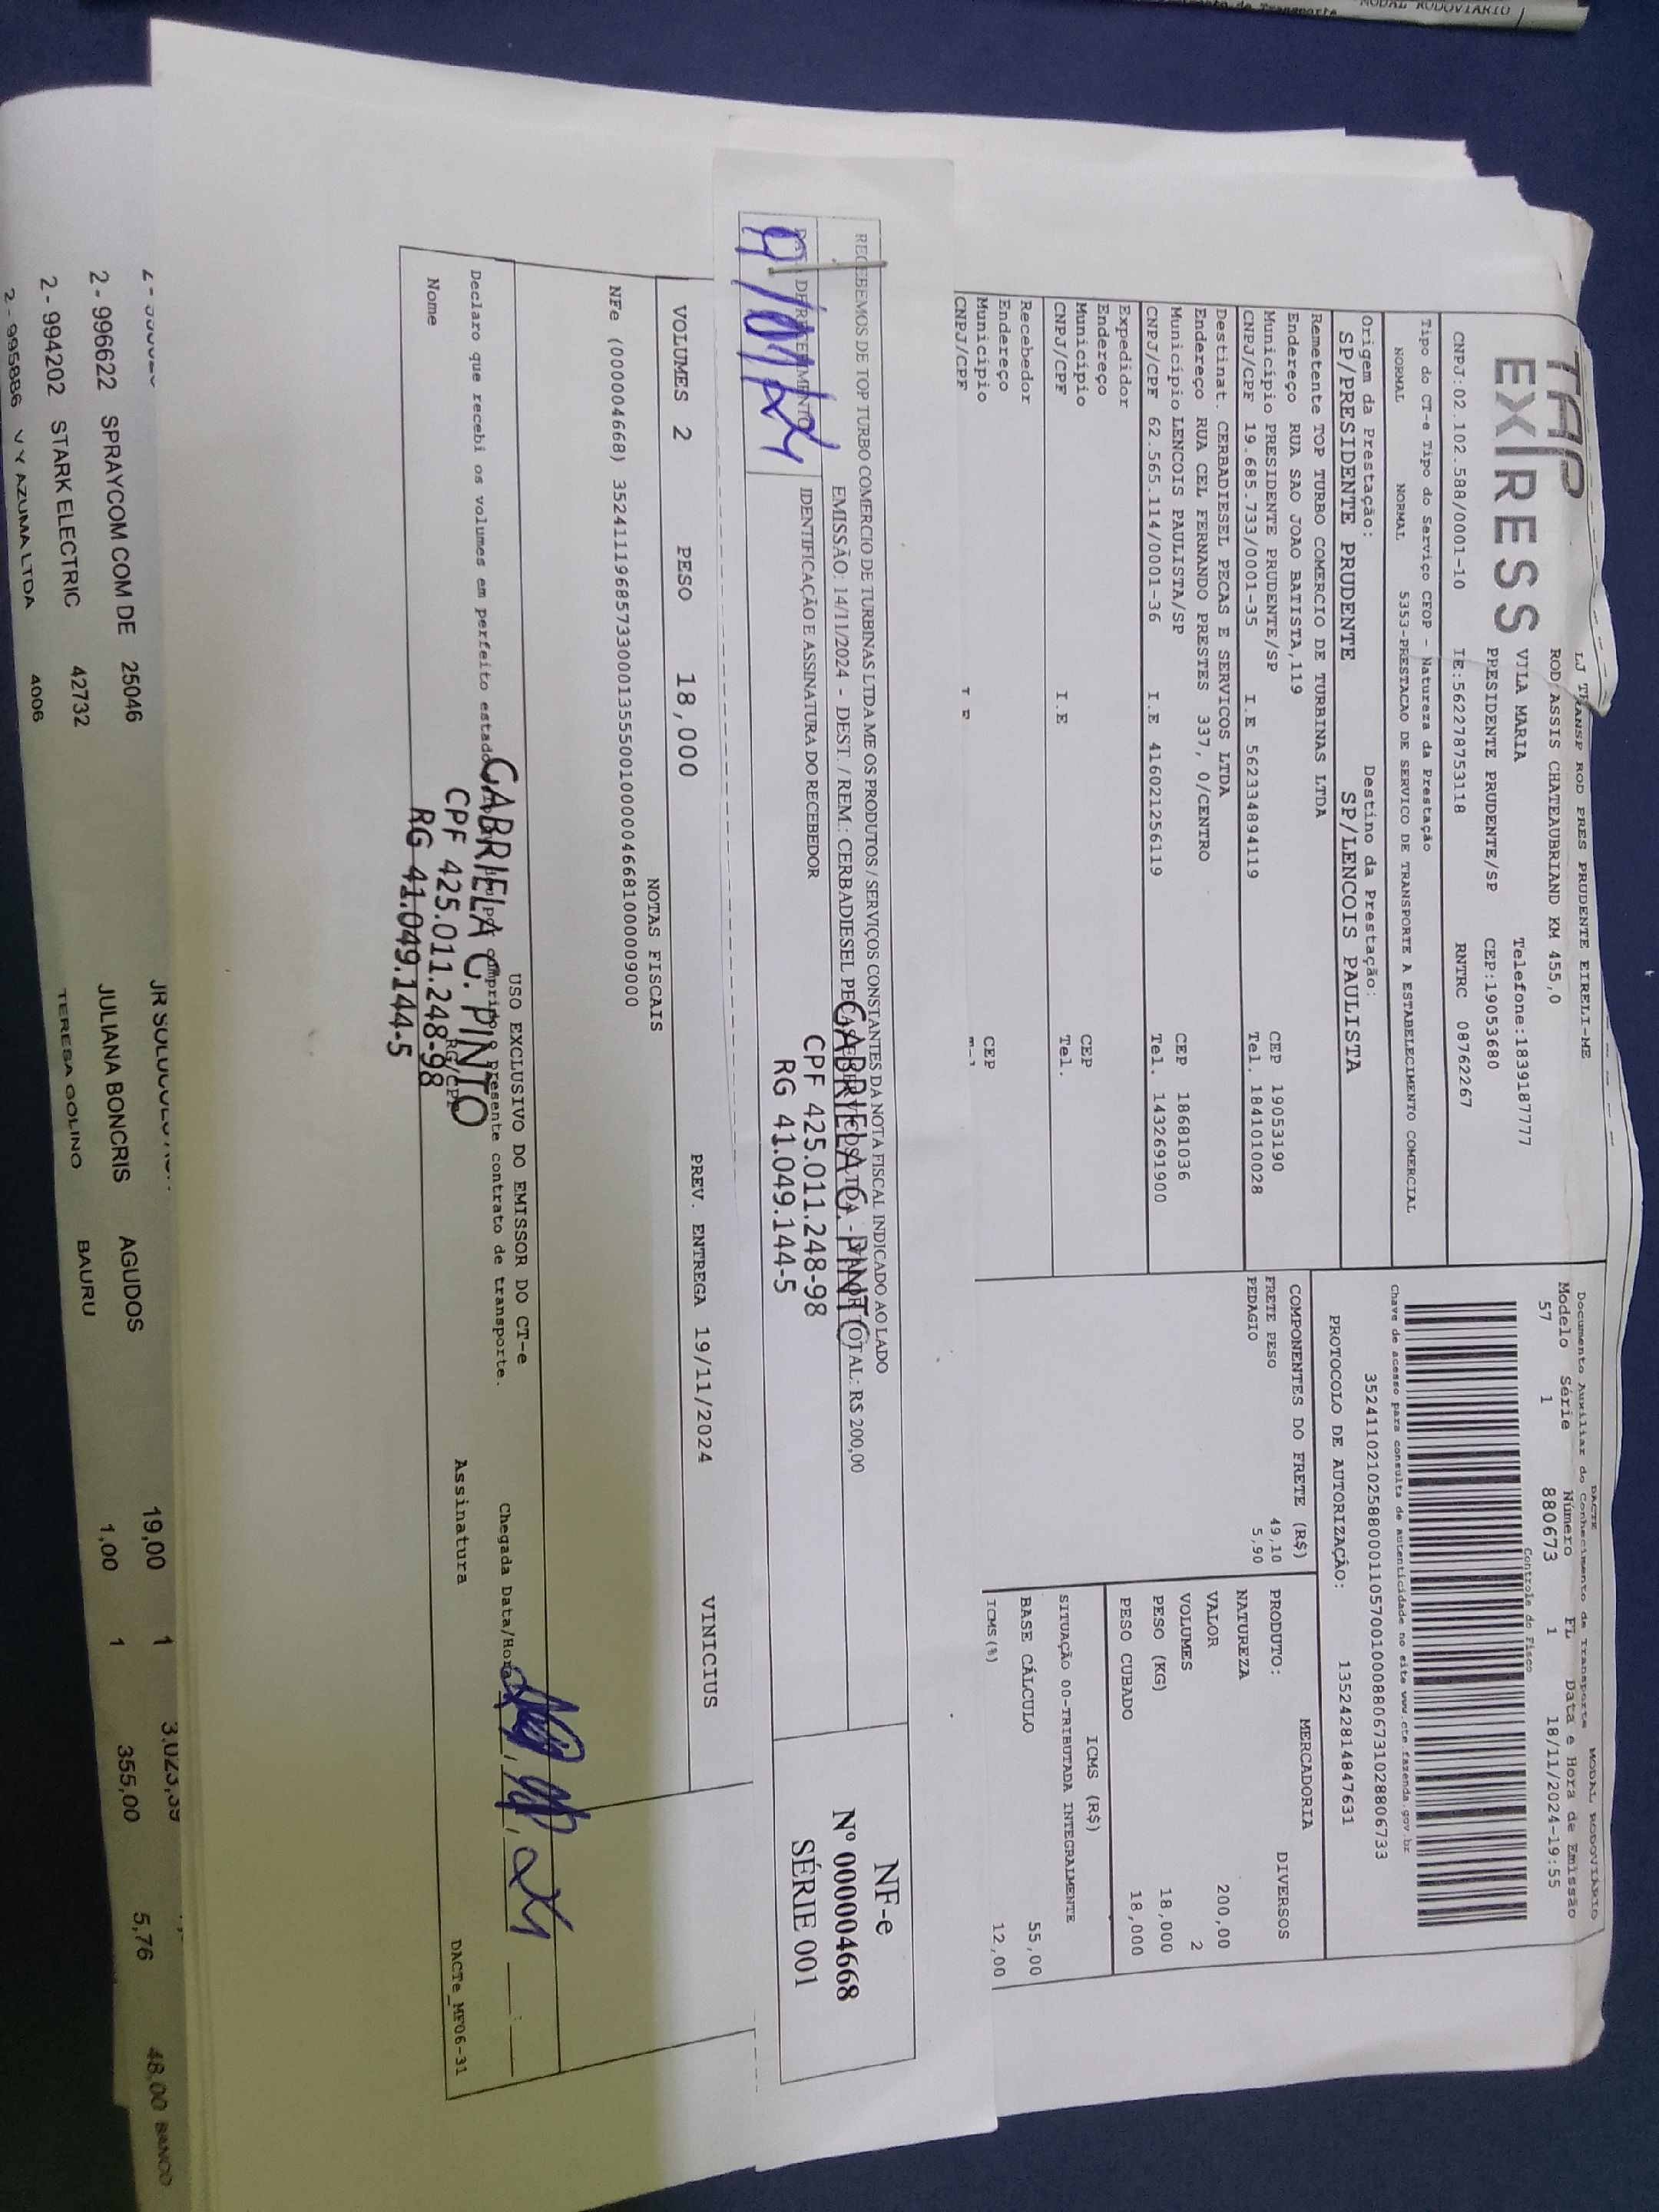 MODAL RODOVIÁRIO
TAP
EXPRESS
LJ TRANSP ROD PRES PRUDENTE EIRELI-ME
ROD ASSIS CHATEAUBRIAND KM 455,0
VILA MARIA Telefone:1839187777
PRESIDENTE PRUDENTE/SP CEP:19053680
CNPJ:02.102.588/0001-10 IE:562278753118 RNTRC 08762267
DACTE MODAL RODOVIÁRIO
Documento Auxiliar do Conhecimento de Transporte
Modelo Série Número FL Data e Hora de Emissão
57 1 880673 1 18/11/2024-19:55
Controle do Fisco
Chave de acesso para consulta de autenticidade no site www.cte.fazenda.gov.br
35241102102588000110570010008806731028806733
PROTOCOLO DE AUTORIZAÇÃO: 135242814847631
Tipo do CT-e Tipo do Serviço CFOP - Natureza da Prestação
NORMAL NORMAL 5353-PRESTACAO DE SERVICO DE TRANSPORTE A ESTABELECIMENTO COMERCIAL
Origem da Prestação: Destino da Prestação:
SP/PRESIDENTE PRUDENTE SP/LENCOIS PAULISTA
Remetente TOP TURBO COMERCIO DE TURBINAS LTDA
Endereço RUA SAO JOAO BATISTA,119
Município PRESIDENTE PRUDENTE/SP CEP 19053190
CNPJ/CPF 19.685.733/0001-35 I.E 562334894119 Tel. 1841010028
Destinat. CERBADIESEL PECAS E SERVICOS LTDA
Endereço RUA CEL FERNANDO PRESTES 337, 0/CENTRO
Município LENCOIS PAULISTA/SP CEP 18681036
CNPJ/CPF 62.565.114/0001-36 I.E 416021256119 Tel. 1432691900
Expedidor
Endereço
Município CEP
CNPJ/CPF I.E Tel.
Recebedor
Endereço
Município CEP
CNPJ/CPF
COMPONENTES DO FRETE (R$)
FRETE PESO 49,10
PEDAGIO 5,90
MERCADORIA
PRODUTO: DIVERSOS
NATUREZA
VALOR 200,00
VOLUMES 2
PESO (KG) 18,000
PESO CUBADO 18,000
ICMS (R$)
SITUAÇÃO 00-TRIBUTADA INTEGRALMENTE
BASE CÁLCULO 55,00
ICMS(%) 12,00
RECEBEMOS DE TOP TURBO COMERCIO DE TURBINAS LTDA ME OS PRODUTOS / SERVIÇOS CONSTANTES DA NOTA FISCAL INDICADO AO LADO
EMISSÃO: 14/11/2024 - DEST. / REM.: CERBADIESEL PECAS E SERVICOS LTDA - VALOR TOTAL: R$ 200,00
DATA DE RECEBIMENTO IDENTIFICAÇÃO E ASSINATURA DO RECEBEDOR
GABRIELA C. PINTO
CPF 425.011.248-98
RG 41.049.144-5
NF-e
Nº 000004668
SÉRIE 001
VINICIUS
VOLUMES 2 PESO 18,000 PREV. ENTREGA 19/11/2024
NOTAS FISCAIS
NFe (000004668) 35241119685733000135550010000046681000009000
USO EXCLUSIVO DO EMISSOR DO CT-e
Declaro que recebi os volumes em perfeito estado cumprido o presente contrato de transporte. Chegada Data/Hora
Nome RG/CPF Assinatura
GABRIELA C. PINTO
CPF 425.011.248-98
RG 41.049.144-5
DACTe_MF06-31
19,00 1 3,023,39 48,00 BANCO
2 - 996622 SPRAYCOM COM DE 25046 JULIANA BONCRIS AGUDOS 1,00 1 355,00 5,76
2 - 994202 STARK ELECTRIC 42732 TERESA GOLINO BAURU
2 - 995886 V Y AZUMA LTDA 4006